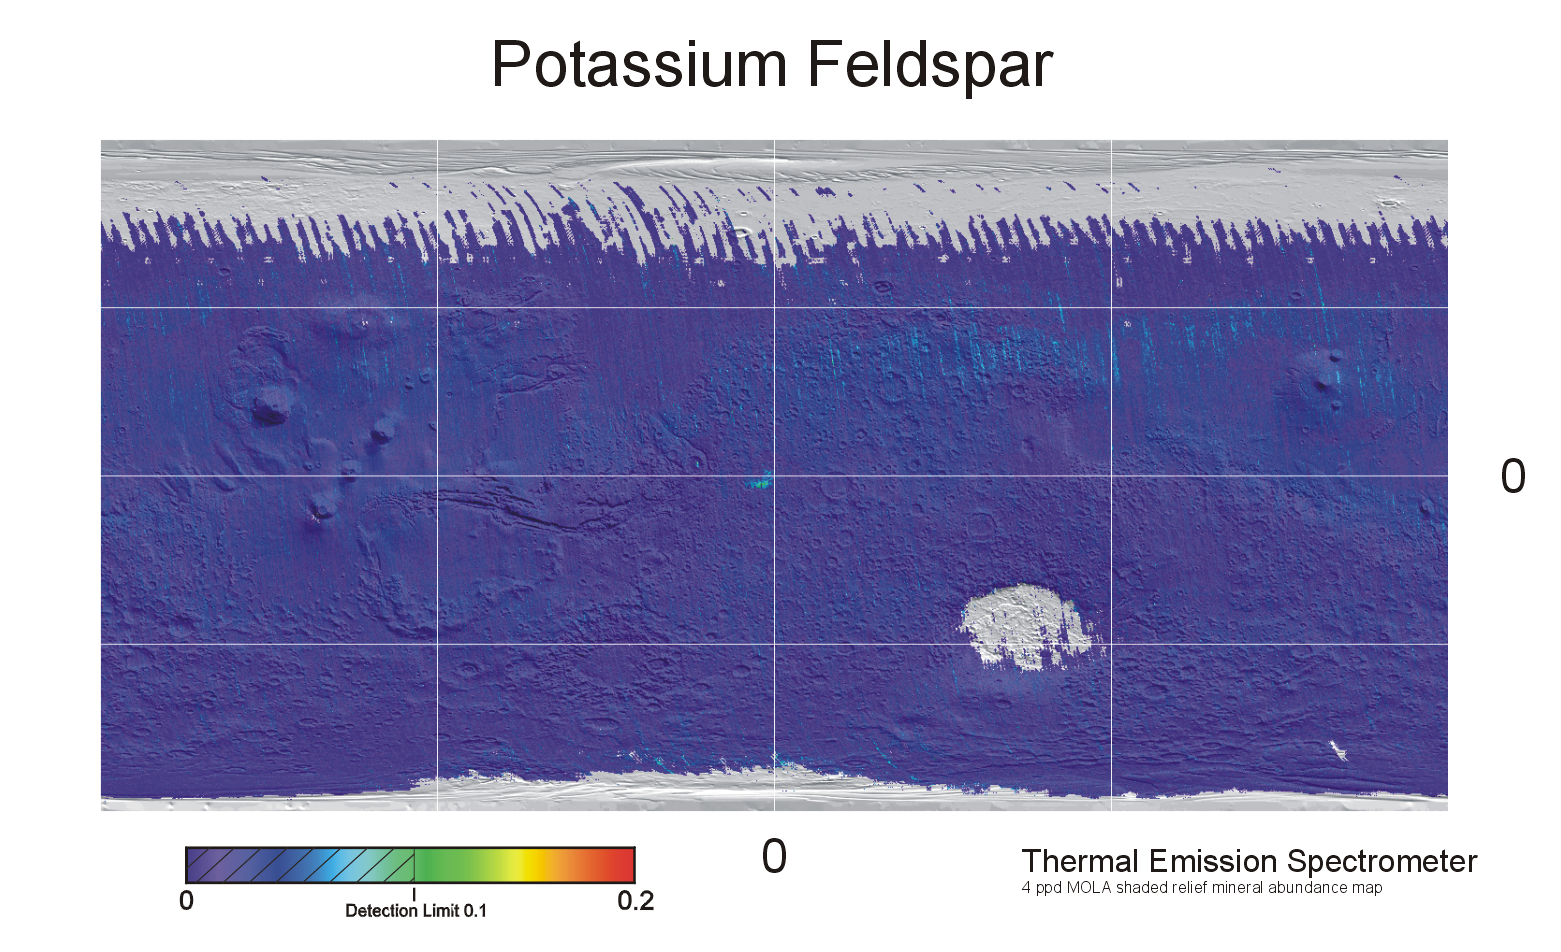 Potassium Feldspar
0
0
Thermal Emission Spectrometer
4 ppd MOLA shaded relief mineral abundance map
0
0.2
Detection Limit 0.1